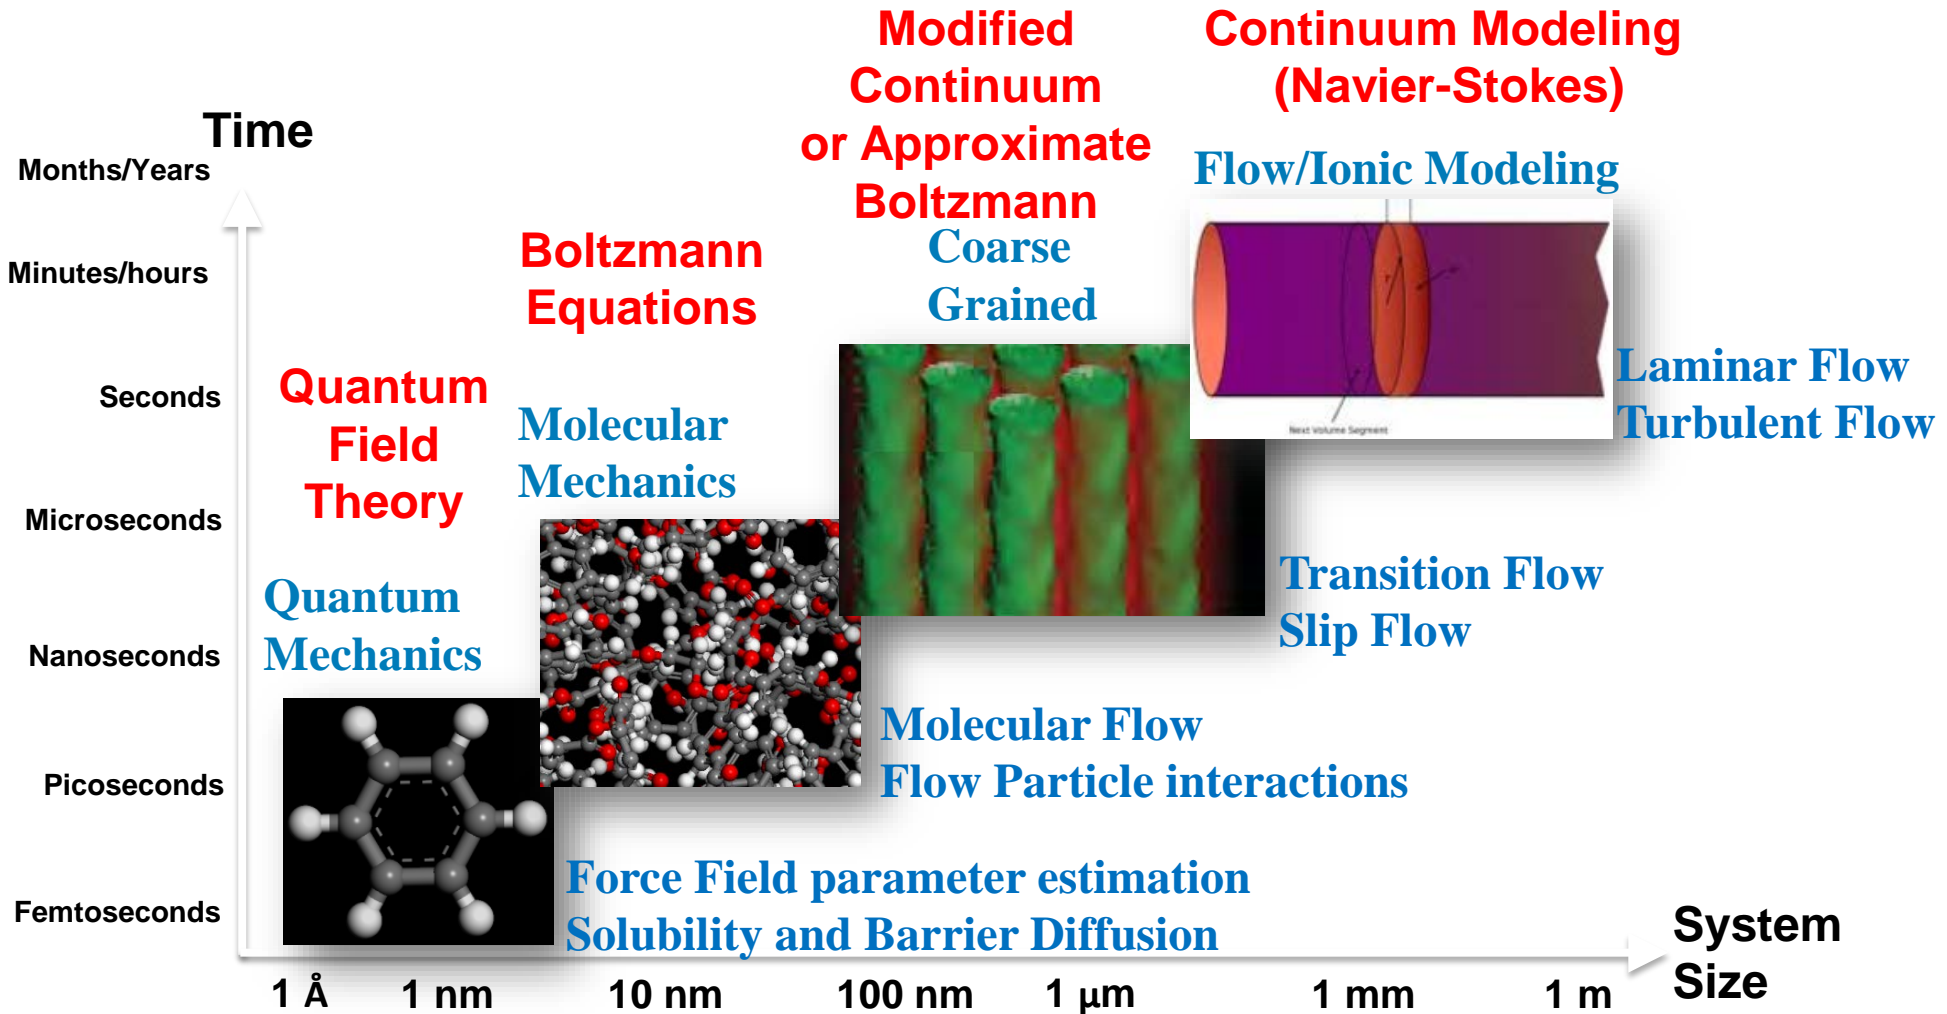 Modified
Continuum
or Approximate
Boltzmann
Continuum Modeling
(Navier-Stokes)
Time
Months/Years
Minutes/hours
Seconds
Microseconds
Nanoseconds
Picoseconds
Femtoseconds
Flow/Ionic Modeling
Boltzmann
Equations
Coarse
Grained
Next Volume Segment
Laminar Flow
Turbulent Flow
Quantum
Field
Theory
Molecular
Mechanics
Quantum
Mechanics
Transition Flow
Slip Flow
Molecular Flow
Flow Particle interactions
Force Field parameter estimation
Solubility and Barrier Diffusion
System
Size
1 Å
1 nm
10 nm
100 nm
1 μm
1 mm
1 m